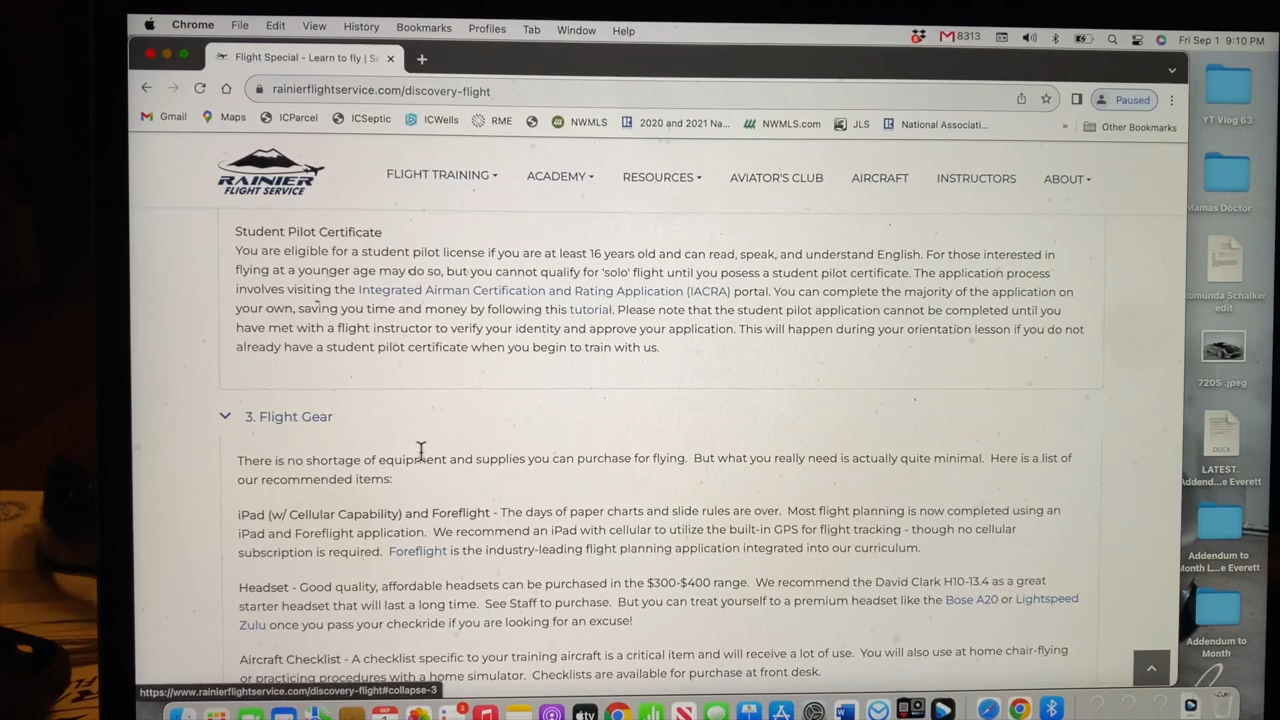 Chrome File Edit View History Bookmarks Profiles Tab Window Help 8313 Fri Sep 1 9:10 PM
Flight Special - Learn to fly | S
rainierflightservice.com/discovery-flight Paused
Gmail Maps ICParcel ICSeptic ICWells RME NWMLS 2020 and 2021 Na... NWMLS.com JLS National Associati... » Other Bookmarks
YT Vlog 63
RAINIER
FLIGHT SERVICE
FLIGHT TRAINING ACADEMY RESOURCES AVIATOR'S CLUB AIRCRAFT INSTRUCTORS ABOUT
Mamas Doctor
Student Pilot Certificate
You are eligible for a student pilot license if you are at least 16 years old and can read, speak, and understand English. For those interested in
flying at a younger age may do so, but you cannot qualify for 'solo' flight until you posess a student pilot certificate. The application process
involves visiting the Integrated Airman Certification and Rating Application (IACRA) portal. You can complete the majority of the application on
your own, saving you time and money by following this tutorial. Please note that the student pilot application cannot be completed until you
have met with a flight instructor to verify your identity and approve your application. This will happen during your orientation lesson if you do not
already have a student pilot certificate when you begin to train with us.
omunda Schalker
edit
720S .jpeg
3. Flight Gear
There is no shortage of equipment and supplies you can purchase for flying. But what you really need is actually quite minimal. Here is a list of
our recommended items:
DOCX
LATEST.
Addend...e Everett
iPad (w/ Cellular Capability) and Foreflight - The days of paper charts and slide rules are over. Most flight planning is now completed using an
iPad and Foreflight application. We recommend an iPad with cellular to utilize the built-in GPS for flight tracking - though no cellular
subscription is required. Foreflight is the industry-leading flight planning application integrated into our curriculum.
Addendum to
Month L...e Everett
Headset - Good quality, affordable headsets can be purchased in the $300-$400 range. We recommend the David Clark H10-13.4 as a great
starter headset that will last a long time. See Staff to purchase. But you can treat yourself to a premium headset like the Bose A20 or Lightspeed
Zulu once you pass your checkride if you are looking for an excuse!
Addendum to
Month
Aircraft Checklist - A checklist specific to your training aircraft is a critical item and will receive a lot of use. You will also use at home chair-flying
or practicing procedures with a home simulator. Checklists are available for purchase at front desk.
https://www.rainierflightservice.com/discovery-flight#collapse-3